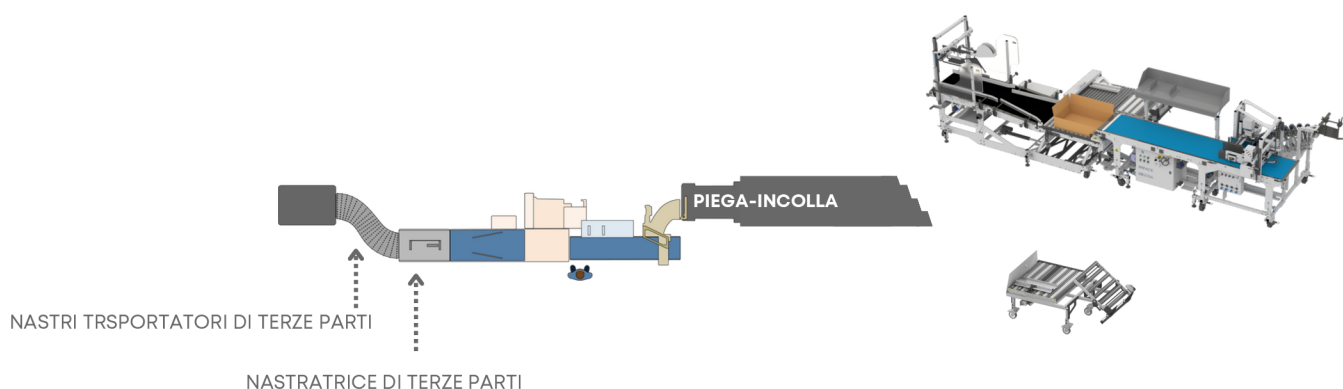 PIEGA-INCOLLA
NASTRI TRSPORTATORI DI TERZE PARTI
NASTRATRICE DI TERZE PARTI